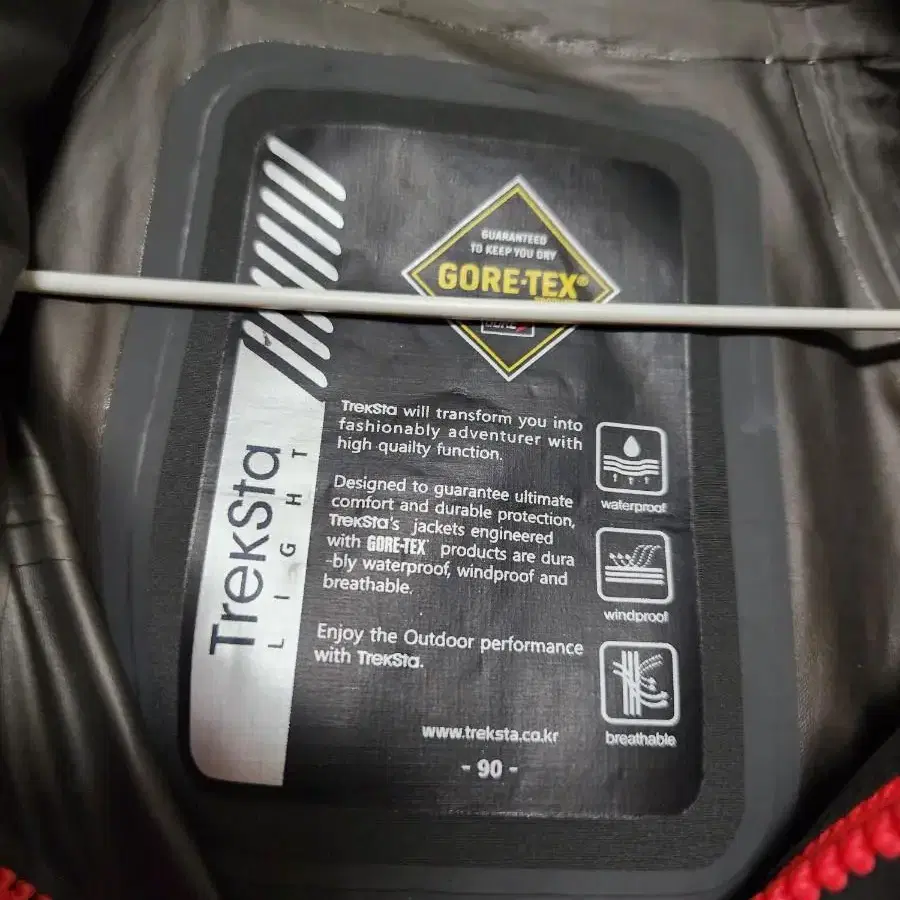 GUARANTEED
TO KEEP YOU DRY
GORE-TEX®
TrekSta
LIGHT
TrekSta will transform you into
fashionably adventurer with
high quailty function.
Designed to guarantee ultimate
comfort and durable protection,
TrekSta's jackets engineered
with GORE-TEX® products are dura
-bly waterproof, windproof and
breathable.
Enjoy the Outdoor performance
with TrekSta.
waterproof
windproof
breathable
www.treksta.co.kr
- 90 -